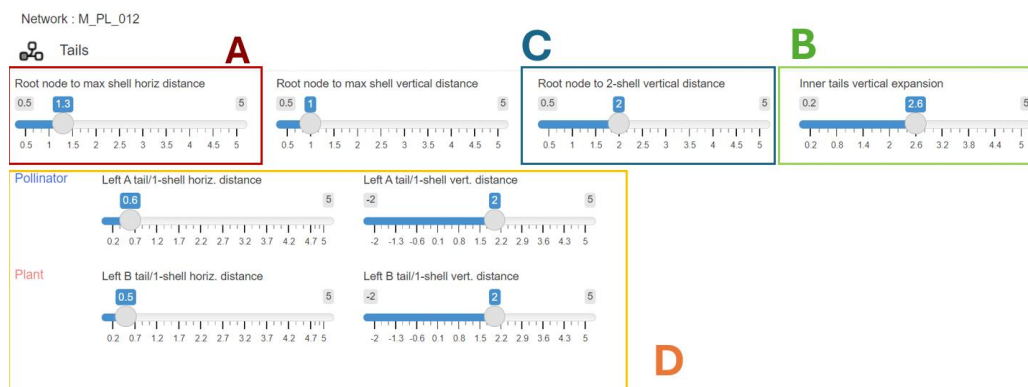 Network : M_PL_012
Tails
A
C
B
Root node to max shell horiz distance
0.5 1.3 5
0.5 1 1.5 2 2.5 3 3.5 4 4.5 5
Root node to max shell vertical distance
0.5 1 5
0.5 1 1.5 2 2.5 3 3.5 4 4.5 5
Root node to 2-shell vertical distance
0.5 2 5
0.5 1 1.5 2 2.5 3 3.5 4 4.5 5
Inner tails vertical expansion
0.2 2.6 5
0.2 0.8 1.4 2 2.6 3.2 3.8 4.4 5
Pollinator
Left A tail/1-shell horiz. distance
0.6 5
0.2 0.7 1.2 1.7 2.2 2.7 3.2 3.7 4.2 4.7 5
Left A tail/1-shell vert. distance
-2 2 5
-2 -1.3 -0.6 0.1 0.8 1.5 2.2 2.9 3.6 4.3 5
Plant
Left B tail/1-shell horiz. distance
0.5 5
0.2 0.7 1.2 1.7 2.2 2.7 3.2 3.7 4.2 4.7 5
Left B tail/1-shell vert. distance
-2 2 5
-2 -1.3 -0.6 0.1 0.8 1.5 2.2 2.9 3.6 4.3 5
D